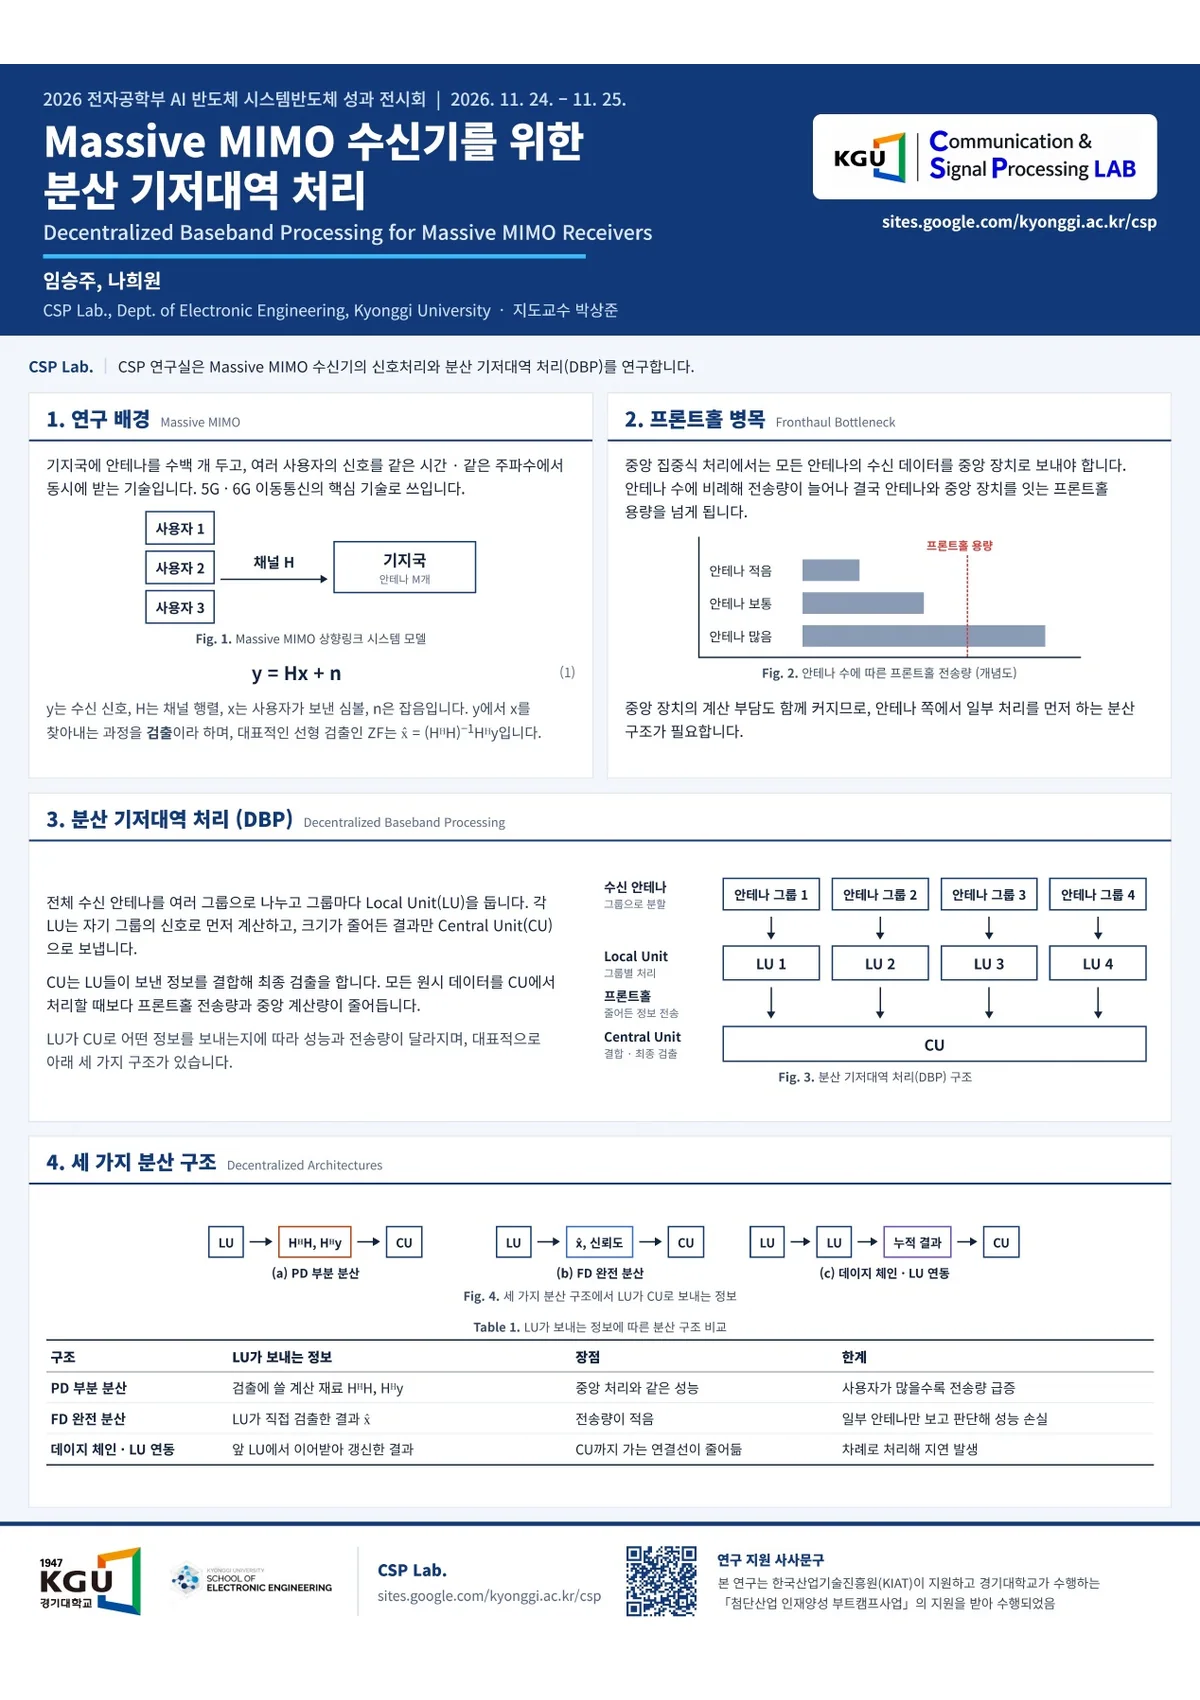 2026 전자공학부 AI 반도체 시스템반도체 성과 전시회 | 2026. 11. 24. – 11. 25.
Massive MIMO 수신기를 위한
분산 기저대역 처리
Decentralized Baseband Processing for Massive MIMO Receivers
임승주, 나희원
CSP Lab., Dept. of Electronic Engineering, Kyonggi University · 지도교수 박상준
KGU
Communication &
Signal Processing LAB
sites.google.com/kyonggi.ac.kr/csp
CSP Lab. | CSP 연구실은 Massive MIMO 수신기의 신호처리와 분산 기저대역 처리(DBP)를 연구합니다.
1. 연구 배경 Massive MIMO
기지국에 안테나를 수백 개 두고, 여러 사용자의 신호를 같은 시간 · 같은 주파수에서
동시에 받는 기술입니다. 5G · 6G 이동통신의 핵심 기술로 쓰입니다.
사용자 1
사용자 2
사용자 3
채널 H
기지국
안테나 M개
Fig. 1. Massive MIMO 상향링크 시스템 모델
y = Hx + n (1)
y는 수신 신호, H는 채널 행렬, x는 사용자가 보낸 심볼, n은 잡음입니다. y에서 x를
찾아내는 과정을 검출이라 하며, 대표적인 선형 검출인 ZF는 x̂ = (HᴴH)⁻¹Hᴴy입니다.
2. 프론트홀 병목 Fronthaul Bottleneck
중앙 집중식 처리에서는 모든 안테나의 수신 데이터를 중앙 장치로 보내야 합니다.
안테나 수에 비례해 전송량이 늘어나 결국 안테나와 중앙 장치를 잇는 프론트홀
용량을 넘게 됩니다.
프론트홀 용량
안테나 적음
안테나 보통
안테나 많음
Fig. 2. 안테나 수에 따른 프론트홀 전송량 (개념도)
중앙 장치의 계산 부담도 함께 커지므로, 안테나 쪽에서 일부 처리를 먼저 하는 분산
구조가 필요합니다.
3. 분산 기저대역 처리 (DBP) Decentralized Baseband Processing
전체 수신 안테나를 여러 그룹으로 나누고 그룹마다 Local Unit(LU)을 둡니다. 각
LU는 자기 그룹의 신호로 먼저 계산하고, 크기가 줄어든 결과만 Central Unit(CU)
으로 보냅니다.
CU는 LU들이 보낸 정보를 결합해 최종 검출을 합니다. 모든 원시 데이터를 CU에서
처리할 때보다 프론트홀 전송량과 중앙 계산량이 줄어듭니다.
LU가 CU로 어떤 정보를 보내는지에 따라 성능과 전송량이 달라지며, 대표적으로
아래 세 가지 구조가 있습니다.
수신 안테나
그룹으로 분할
안테나 그룹 1 안테나 그룹 2 안테나 그룹 3 안테나 그룹 4
Local Unit
그룹별 처리
LU 1 LU 2 LU 3 LU 4
프론트홀
줄어든 정보 전송
Central Unit
결합 · 최종 검출
CU
Fig. 3. 분산 기저대역 처리(DBP) 구조
4. 세 가지 분산 구조 Decentralized Architectures
LU HᴴH, Hᴴy CU
(a) PD 부분 분산
LU x̂, 신뢰도 CU
(b) FD 완전 분산
LU LU 누적 결과 CU
(c) 데이지 체인 · LU 연동
Fig. 4. 세 가지 분산 구조에서 LU가 CU로 보내는 정보
Table 1. LU가 보내는 정보에 따른 분산 구조 비교
구조 LU가 보내는 정보 장점 한계
PD 부분 분산 검출에 쓸 계산 재료 HᴴH, Hᴴy 중앙 처리와 같은 성능 사용자가 많을수록 전송량 급증
FD 완전 분산 LU가 직접 검출한 결과 x̂ 전송량이 적음 일부 안테나만 보고 판단해 성능 손실
데이지 체인 · LU 연동 앞 LU에서 이어받아 갱신한 결과 CU까지 가는 연결선이 줄어듦 차례로 처리해 지연 발생
1947
KGU
경기대학교
KYONGGI UNIVERSITY
SCHOOL OF
ELECTRONIC ENGINEERING
CSP Lab.
sites.google.com/kyonggi.ac.kr/csp
연구 지원 사사문구
본 연구는 한국산업기술진흥원(KIAT)이 지원하고 경기대학교가 수행하는
「첨단산업 인재양성 부트캠프사업」의 지원을 받아 수행되었음